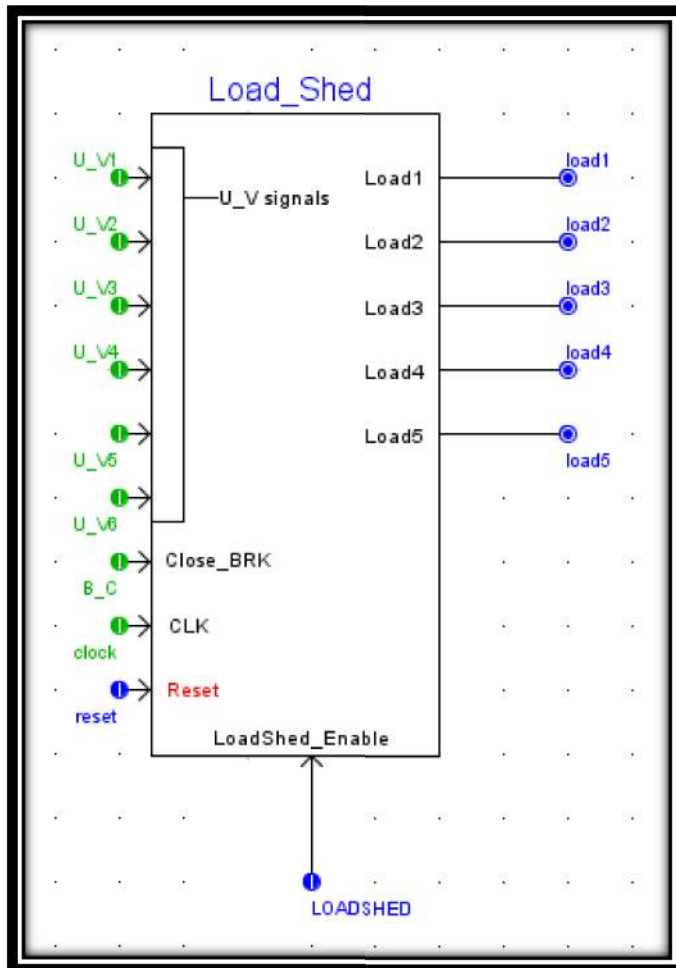 Load_Shed
U_V1
U_V2
U_V3
U_V4
U_V5
U_V6
U_V signals
Load1
Load2
Load3
Load4
Load5
load1
load2
load3
load4
load5
Close_BRK
B_C
CLK
clock
Reset
reset
LoadShed_Enable
LOADSHED